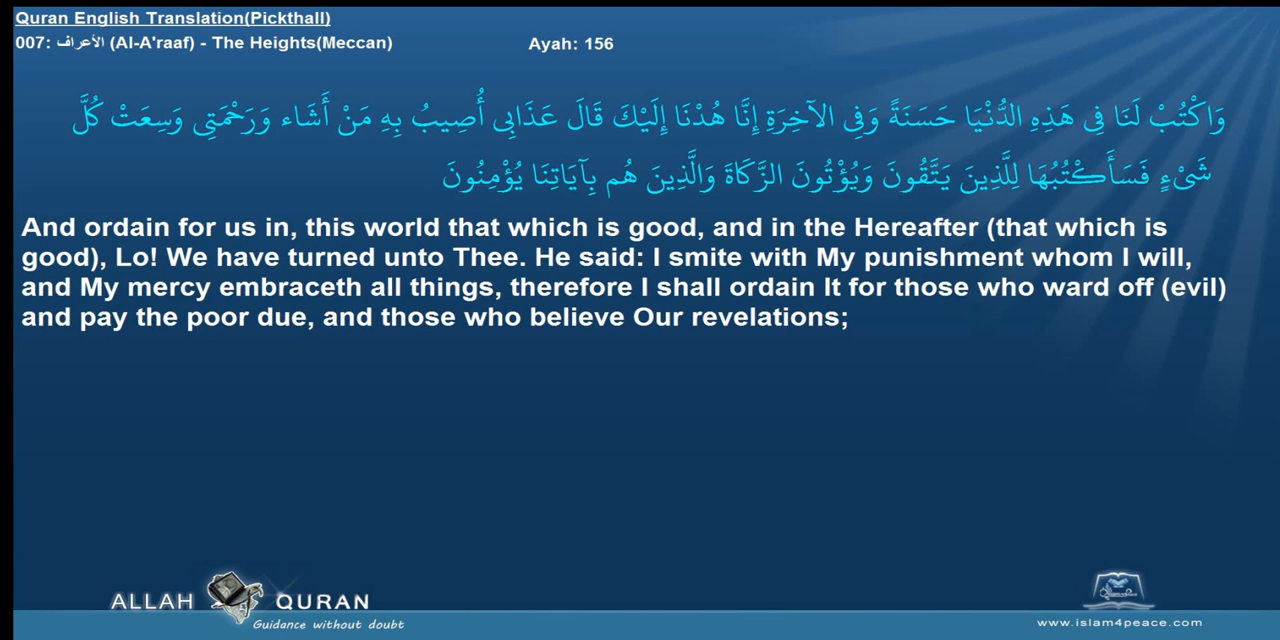 Quran English Translation(Pickthall)
007: الأعراف (Al-A'raaf) - The Heights(Meccan) Ayah: 156
وَاكْتُبْ لَنَا فِي هَذِهِ الدُّنْيَا حَسَنَةً وَفِي الآخِرَةِ إِنَّا هُدْنَا إِلَيْكَ قَالَ عَذَابِي أُصِيبُ بِهِ مَنْ أَشَاء وَرَحْمَتِي وَسِعَتْ كُلَّ
شَيْءٍ فَسَأَكْتُبُهَا لِلَّذِينَ يَتَّقُونَ وَيُؤْتُونَ الزَّكَاةَ وَالَّذِينَ هُم بِآيَاتِنَا يُؤْمِنُونَ
And ordain for us in, this world that which is good, and in the Hereafter (that which is
good), Lo! We have turned unto Thee. He said: I smite with My punishment whom I will,
and My mercy embraceth all things, therefore I shall ordain It for those who ward off (evil)
and pay the poor due, and those who believe Our revelations;
ALLAH QURAN
Guidance without doubt
www.islam4peace.com